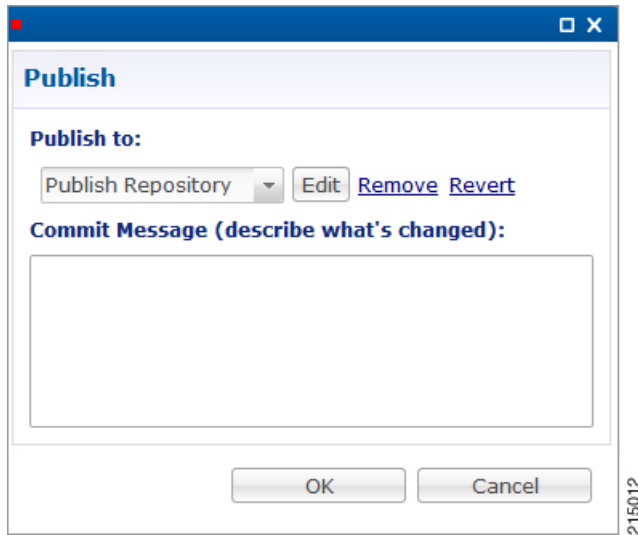 Publish
Publish to:
Publish Repository Edit Remove Revert
Commit Message (describe what's changed):
OK Cancel
215012